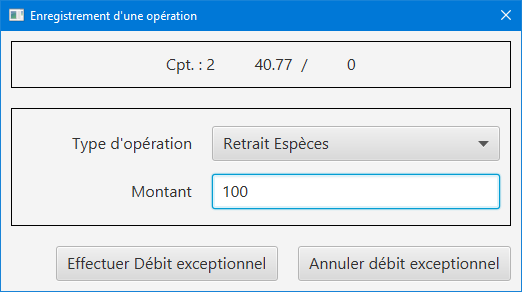 Enregistrement d'une opération
Cpt. : 2 40.77 / 0
Type d'opération Retrait Espèces
Montant 100
Effectuer Débit exceptionnel Annuler débit exceptionnel